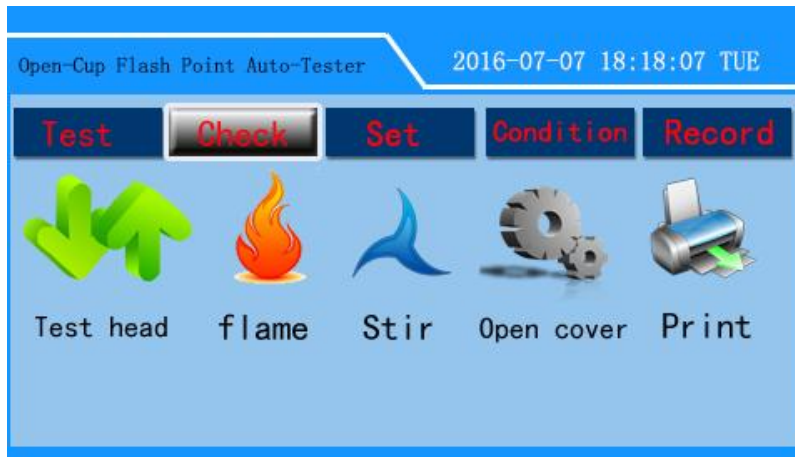 Open-Cup Flash Point Auto-Tester
2016-07-07 18:18:07 TUE
Test Check Set Condition Record
Test head flame Stir Open cover Print